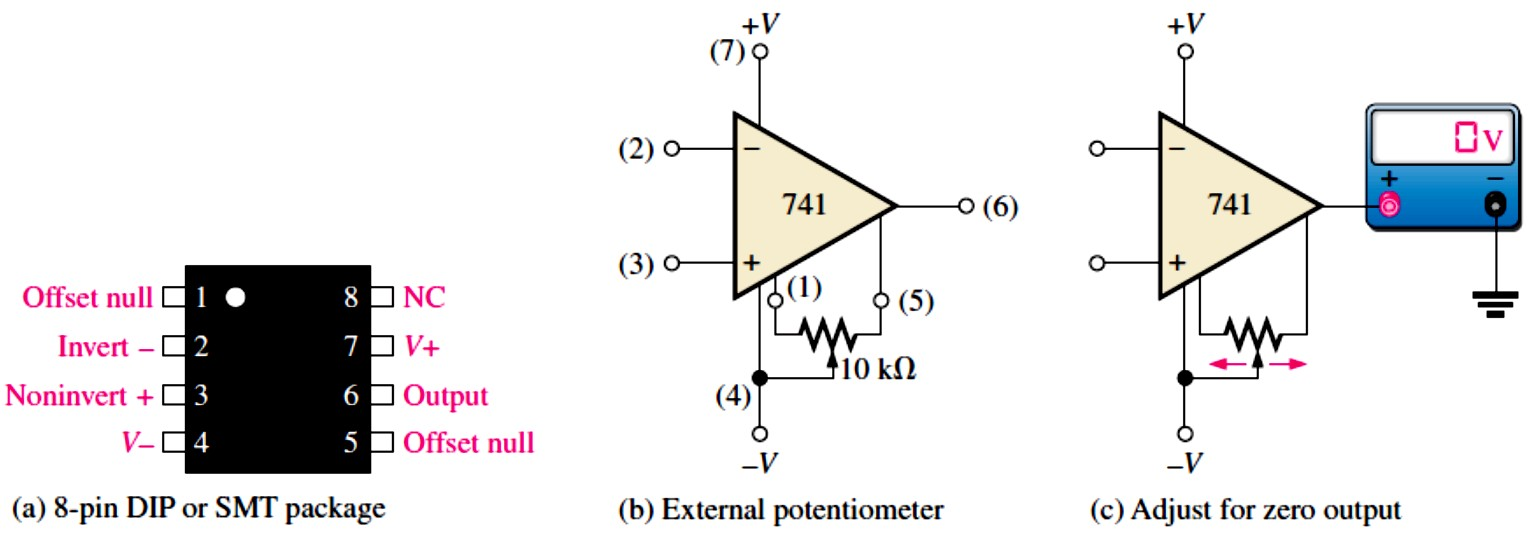 Offset null 1 8 NC
Invert – 2 7 V+
Noninvert + 3 6 Output
V– 4 5 Offset null
(a) 8-pin DIP or SMT package
+V
(7)
(2) –
741
(6)
(3) +
(1)
(5)
10 kΩ
(4)
–V
(b) External potentiometer
+V
–
741
+
0 V
+ –
–V
(c) Adjust for zero output